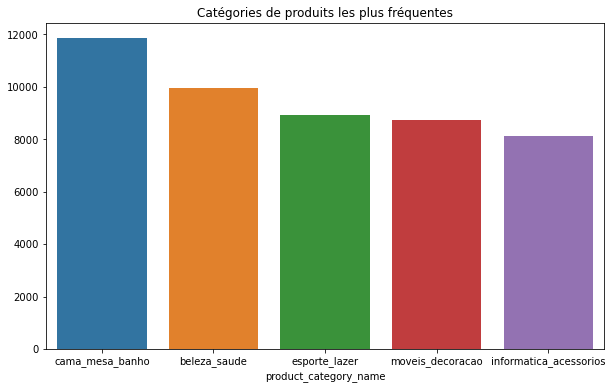 Catégories de produits les plus fréquentes
12000
10000
8000
6000
4000
2000
0
cama_mesa_banho beleza_saude esporte_lazer moveis_decoracao informatica_acessorios
product_category_name